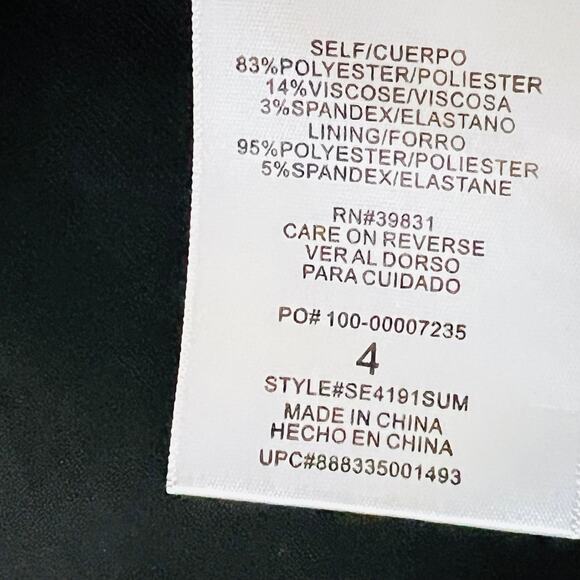 SELF/CUERPO
83%POLYESTER/POLIESTER
14%VISCOSE/VISCOSA
3%SPANDEX/ELASTANO
LINING/FORRO
95%POLYESTER/POLIESTER
5%SPANDEX/ELASTANE
RN#39831
CARE ON REVERSE
VER AL DORSO
PARA CUIDADO
PO# 100-00007235
4
STYLE#SE4191SUM
MADE IN CHINA
HECHO EN CHINA
UPC#888335001493